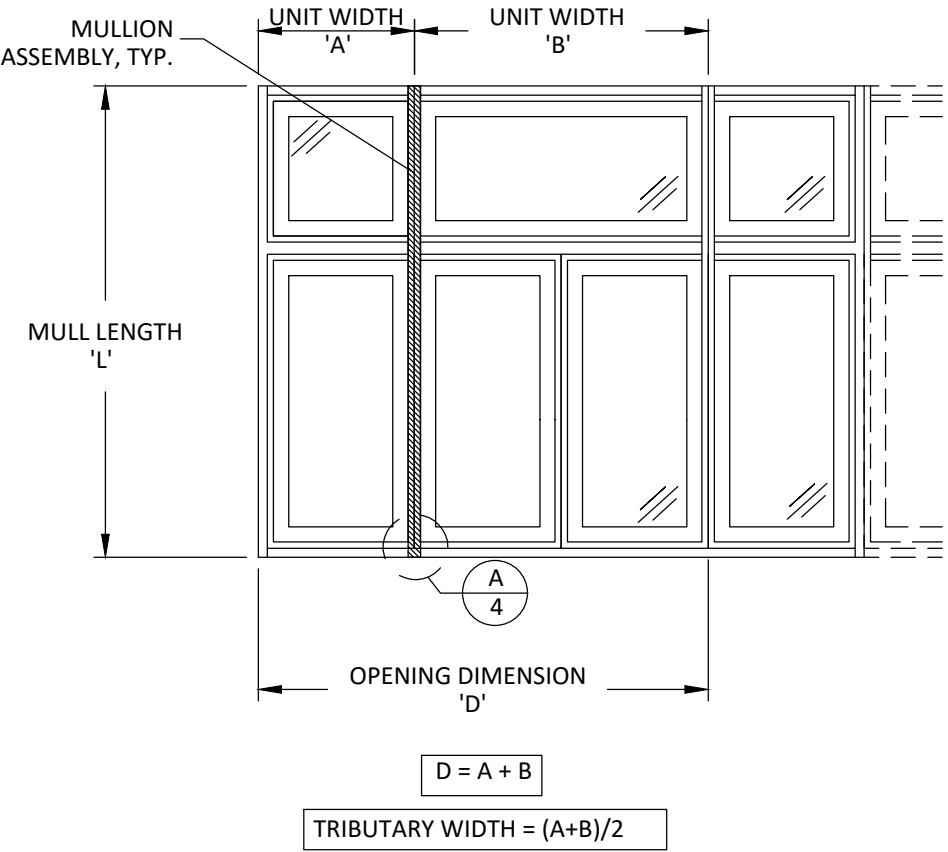 UNIT WIDTH
'A'
UNIT WIDTH
'B'
MULLION
ASSEMBLY, TYP.
MULL LENGTH
'L'
A
4
OPENING DIMENSION
'D'
D = A + B
TRIBUTARY WIDTH = (A+B)/2